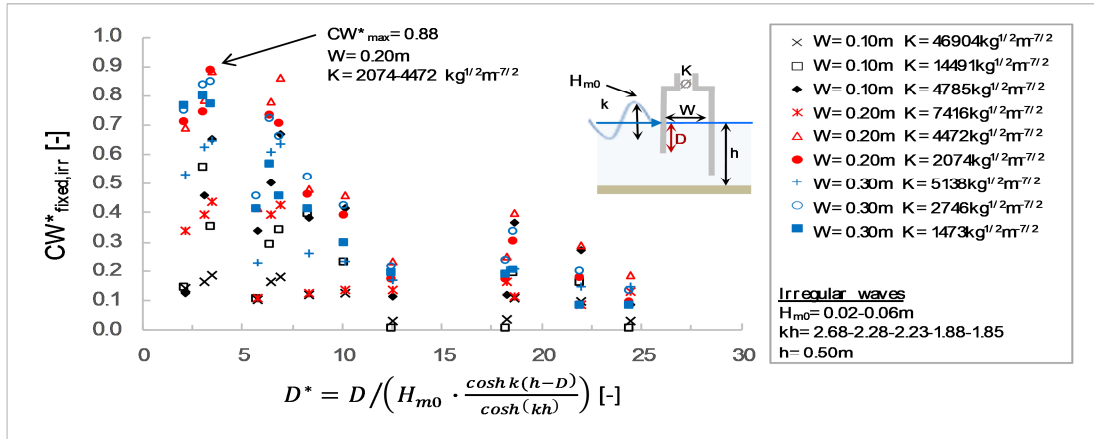 CW*max= 0.88
W= 0.20m
K= 2074-4472 kg1/2m-7/2
1.0
0.9
0.8
0.7
0.6
0.5
0.4
0.3
0.2
0.1
0.0
CW*fixed,irr [-]
0
5
10
15
20
25
30
D* = D/(Hm0 · cosh k(h−D)/cosh(kh)) [-]
Hm0
k
K
W
D
h
W= 0.10m K= 46904kg1/2m-7/2
W= 0.10m K= 14491kg1/2m-7/2
W= 0.10m K= 4785kg1/2m-7/2
W= 0.20m K= 7416kg1/2m-7/2
W= 0.20m K= 4472kg1/2m-7/2
W= 0.20m K= 2074kg1/2m-7/2
W= 0.30m K= 5138kg1/2m-7/2
W= 0.30m K= 2746kg1/2m-7/2
W= 0.30m K= 1473kg1/2m-7/2
Irregular waves
Hm0= 0.02-0.06m
kh= 2.68-2.28-2.23-1.88-1.85
h= 0.50m